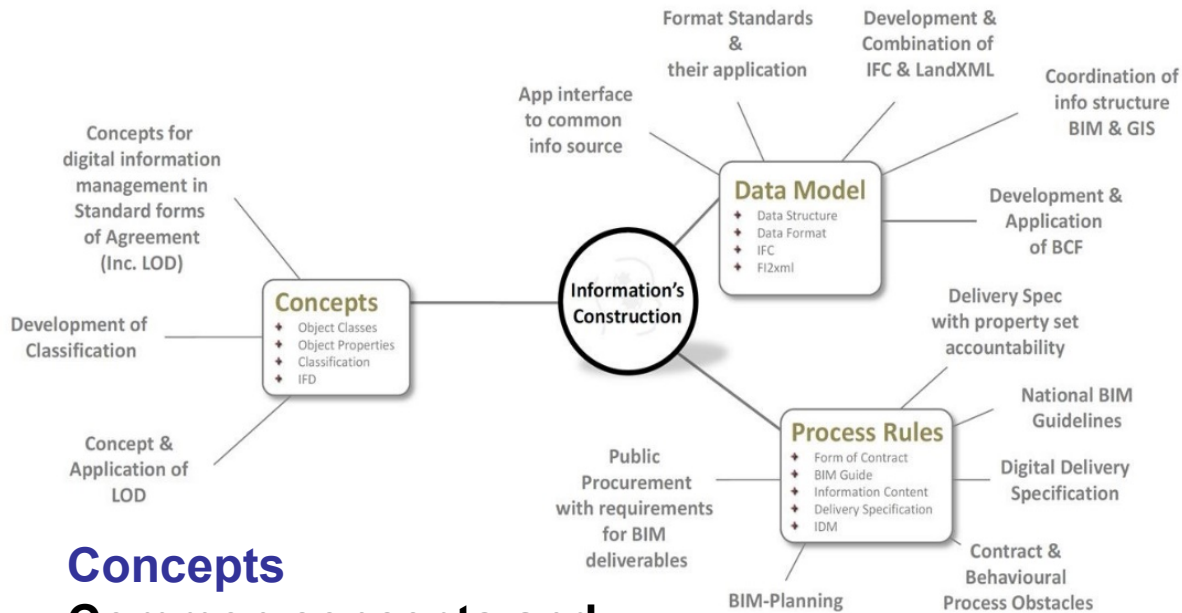 Format Standards
&
their application
Development &
Combination of
IFC & LandXML
Coordination of
info structure
BIM & GIS
App interface
to common
info source
Concepts for
digital information
management in
Standard forms
of Agreement
(Inc. LOD)
Data Model
Data Structure
Data Format
IFC
FI2xml
Development &
Application
of BCF
Information's
Construction
Concepts
Object Classes
Object Properties
Classification
IFD
Development of
Classification
Concept &
Application of
LOD
Delivery Spec
with property set
accountability
National BIM
Guidelines
Process Rules
Form of Contract
BIM Guide
Information Content
Delivery Specification
IDM
Digital Delivery
Specification
Public
Procurement
with requirements
for BIM
deliverables
Contract &
Behavioural
Process Obstacles
BIM-Planning
Concepts
Common concepts and